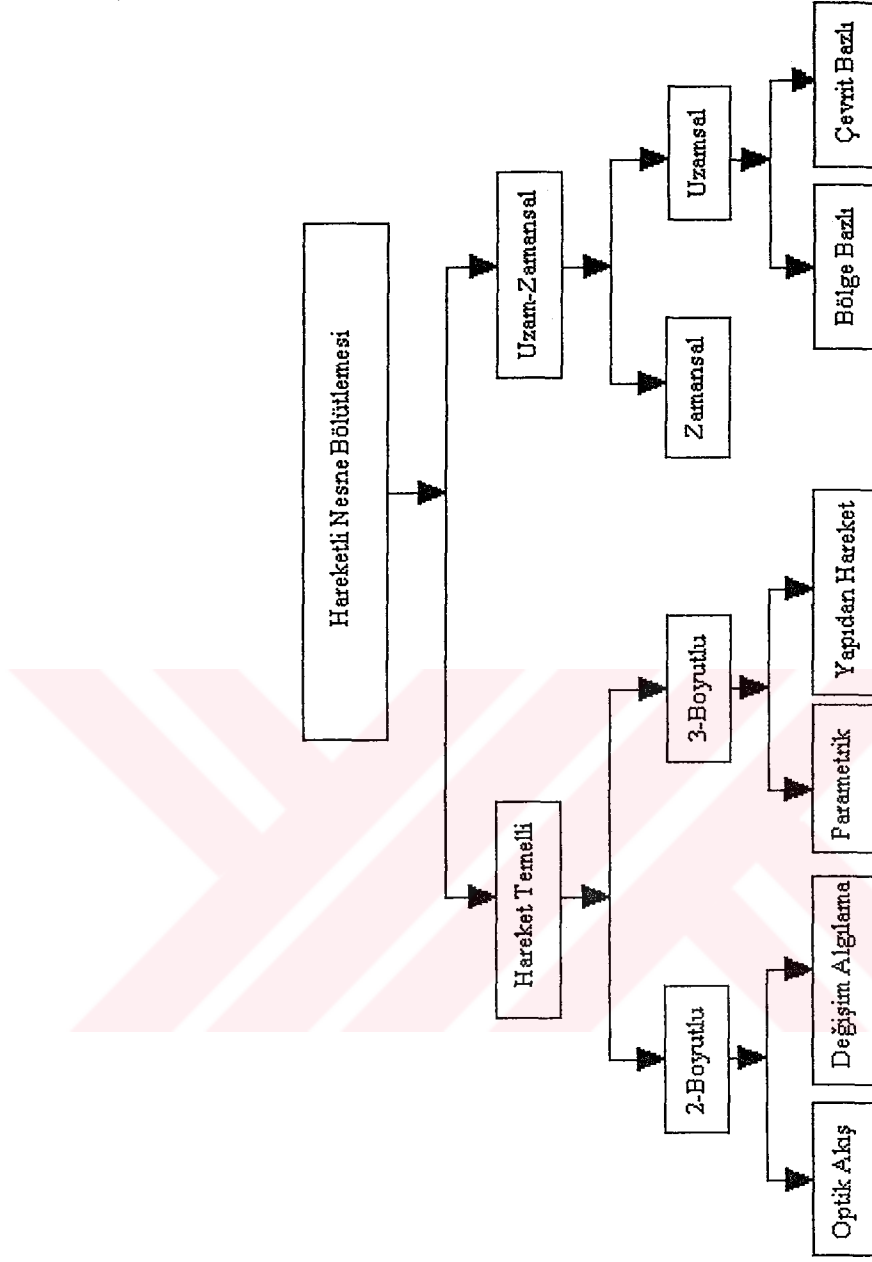 Hareketli Nesne Bölütlemesi
Hareket Temelli
Uzam-Zamansal
2-Boyutlu
3-Boyutlu
Zamansal
Uzamsal
Optik Akış
Değişim Algılama
Parametrik
Yapıdan Hareket
Bölge Bazlı
Çevrit Bazlı